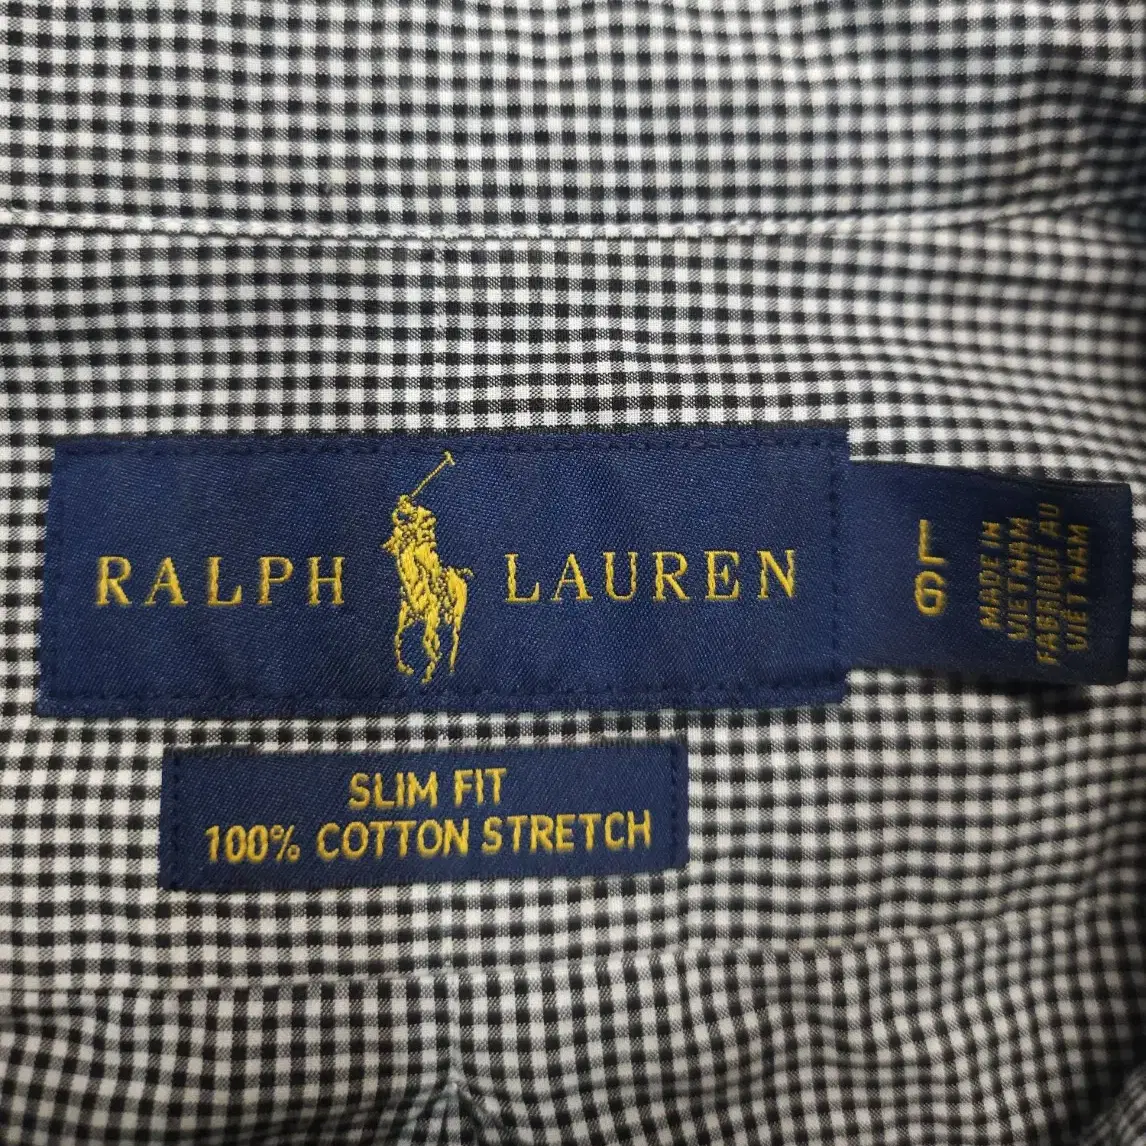 RALPH LAUREN
L
G
MADE IN
VIETNAM
FABRIQUÉ AU
VIET NAM
SLIM FIT
100% COTTON STRETCH